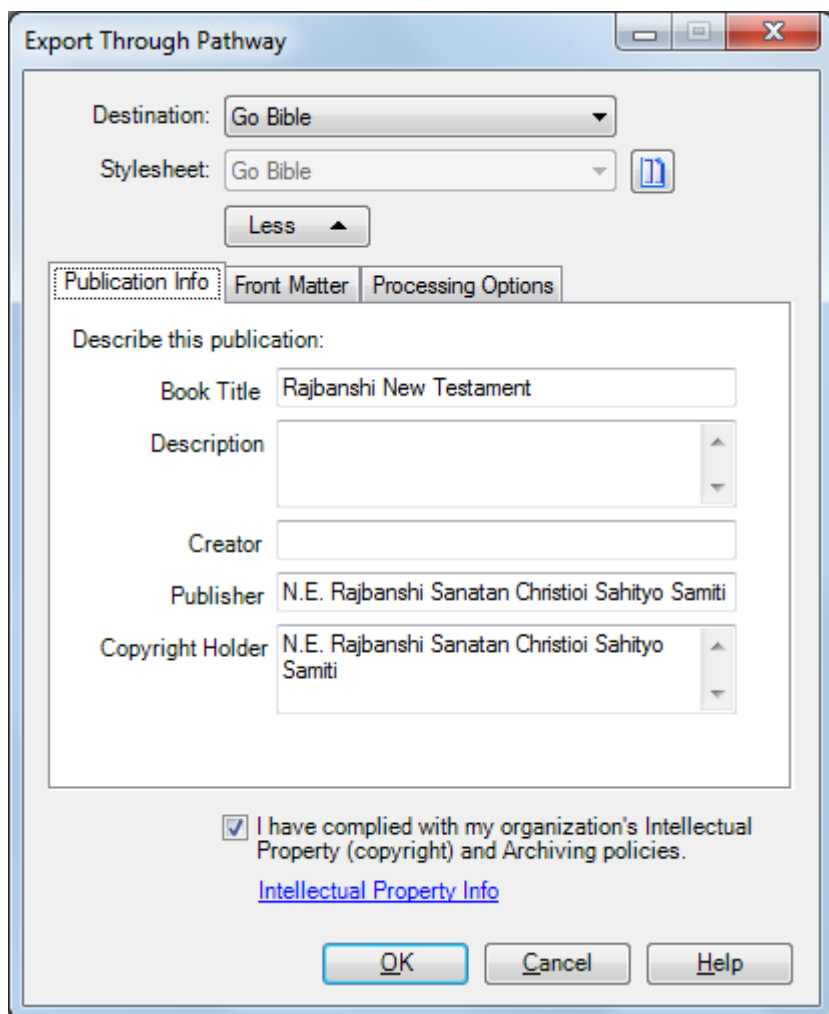 Export Through Pathway
Destination: Go Bible
Stylesheet: Go Bible
Less
Publication Info Front Matter Processing Options
Describe this publication:
Book Title Rajbanshi New Testament
Description
Creator
Publisher N.E. Rajbanshi Sanatan Christioi Sahityo Samiti
Copyright Holder N.E. Rajbanshi Sanatan Christioi Sahityo
Samiti
I have complied with my organization's Intellectual
Property (copyright) and Archiving policies.
Intellectual Property Info
OK Cancel Help